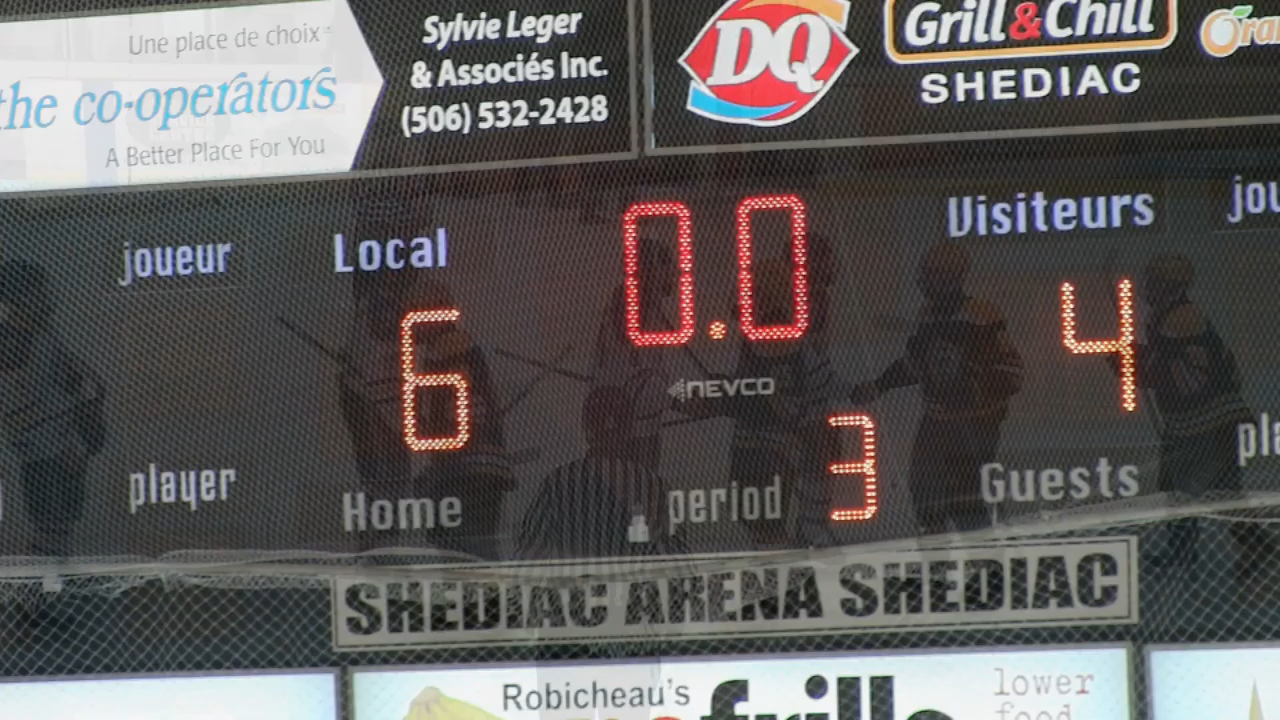 Une place de choix
the co-operators
A Better Place For You
Sylvie Leger
& Associés Inc.
(506) 532-2428
DQ
Grill & Chill
SHEDIAC
joueur
Local
0.0
Visiteurs
6
4
NEVCO
player
Home
period
3
Guests
SHEDIAC ARENA SHEDIAC
Robicheau's
frills
lower
food